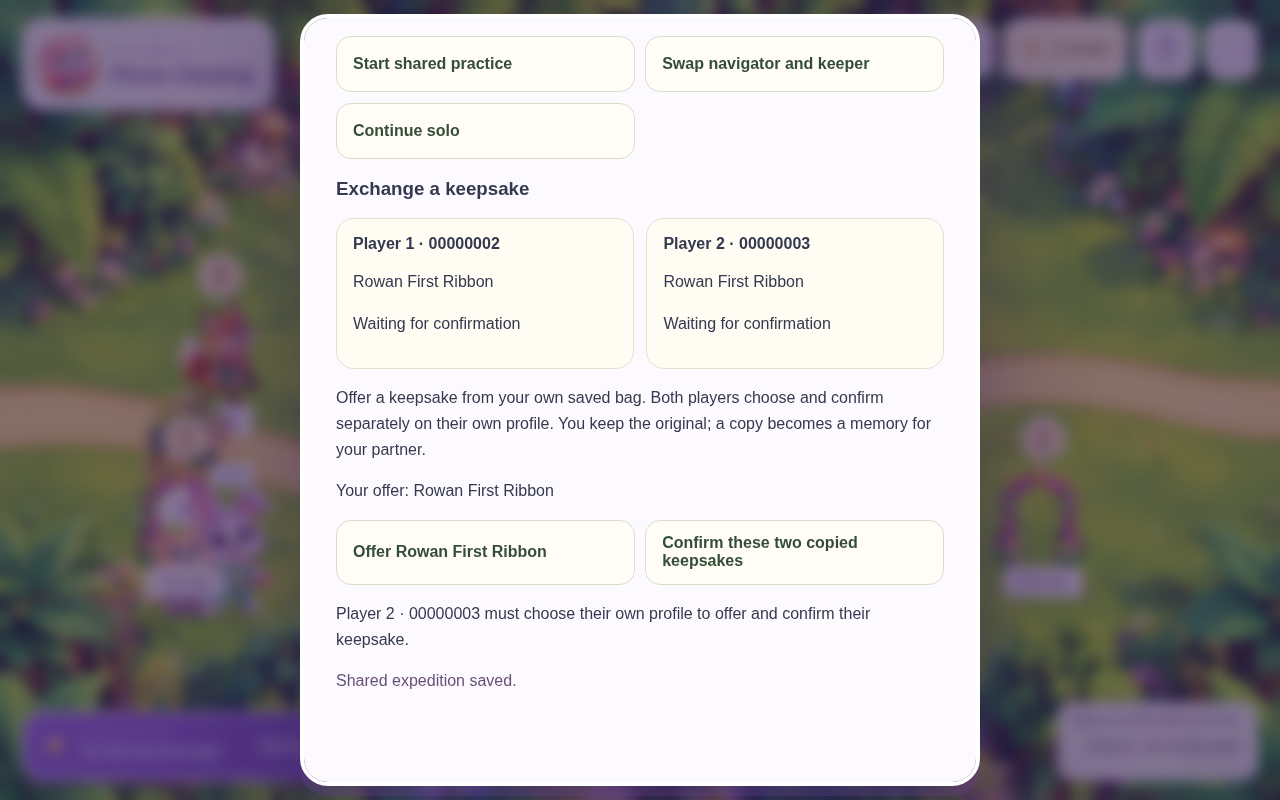 Start shared practice
Swap navigator and keeper
Continue solo
Exchange a keepsake
Player 1 · 00000002
Rowan First Ribbon
Waiting for confirmation
Player 2 · 00000003
Rowan First Ribbon
Waiting for confirmation
Offer a keepsake from your own saved bag. Both players choose and confirm
separately on their own profile. You keep the original; a copy becomes a memory for
your partner.
Your offer: Rowan First Ribbon
Offer Rowan First Ribbon
Confirm these two copied
keepsakes
Player 2 · 00000003 must choose their own profile to offer and confirm their
keepsake.
Shared expedition saved.